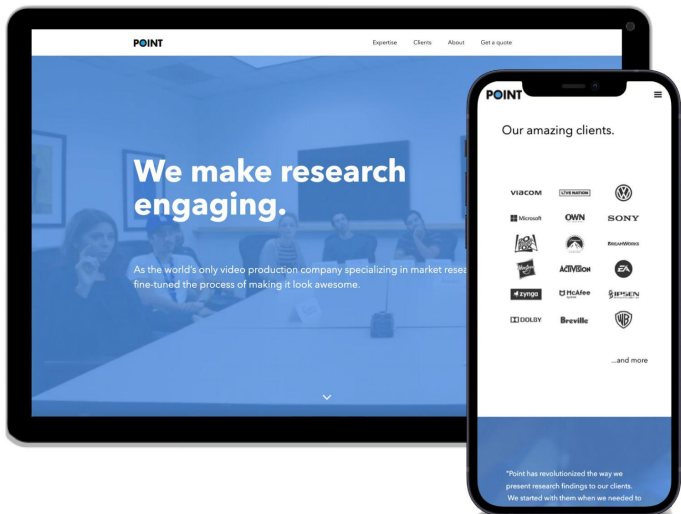 POINT
Expertise Clients About Get a quote
We make research
engaging.
As the world's only video production company specializing in market resea
fine-tuned the process of making it look awesome.
POINT
Our amazing clients.
VIACOM LIVE NATION
Microsoft OWN SONY
DREAMWORKS
ACTIVISION EA
zynga McAfee IPSEN
DOLBY Breville WB
...and more
"Point has revolutionized the way we
present research findings to our clients.
We started with them when we needed to